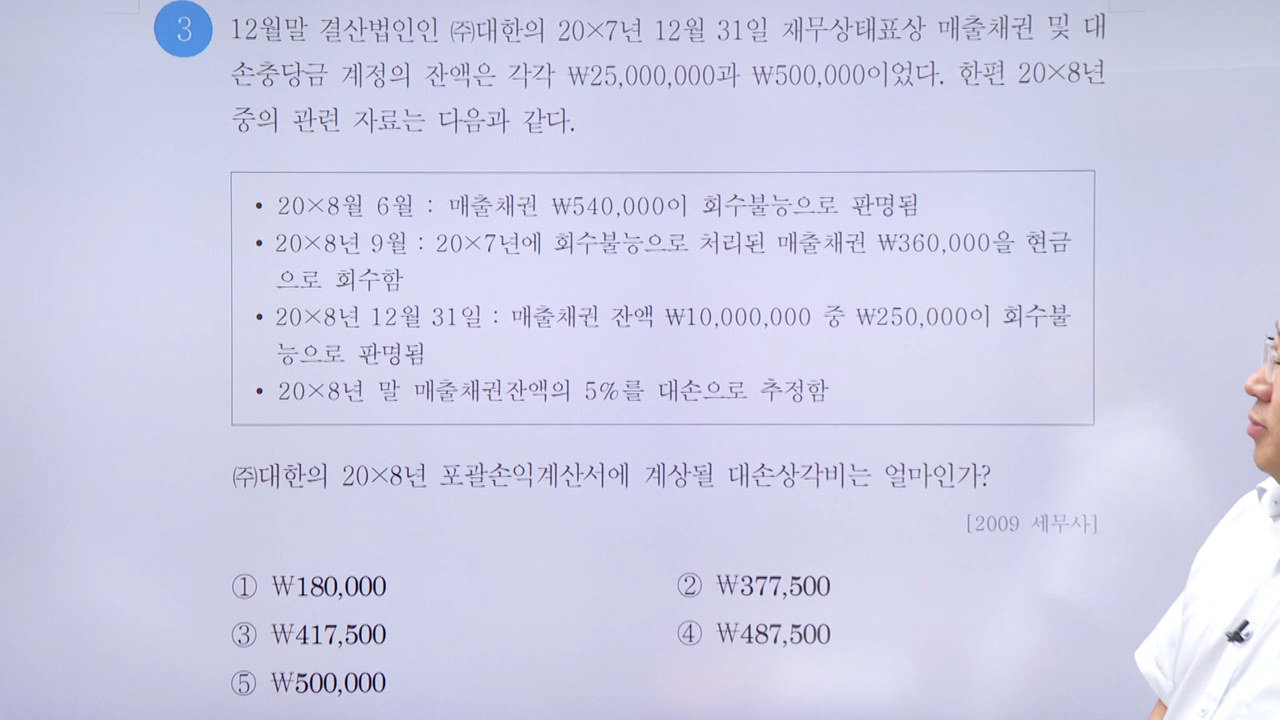 3
12월말 결산법인인 ㈜대한의 20×7년 12월 31일 재무상태표상 매출채권 및 대
손충당금 계정의 잔액은 각각 ₩25,000,000과 ₩500,000이었다. 한편 20×8년
중의 관련 자료는 다음과 같다.
• 20×8월 6월 : 매출채권 ₩540,000이 회수불능으로 판명됨
• 20×8년 9월 : 20×7년에 회수불능으로 처리된 매출채권 ₩360,000을 현금
으로 회수함
• 20×8년 12월 31일 : 매출채권 잔액 ₩10,000,000 중 ₩250,000이 회수불
능으로 판명됨
• 20×8년 말 매출채권잔액의 5%를 대손으로 추정함
㈜대한의 20×8년 포괄손익계산서에 계상될 대손상각비는 얼마인가?
[2009 세무사]
① ₩180,000 ② ₩377,500
③ ₩417,500 ④ ₩487,500
⑤ ₩500,000